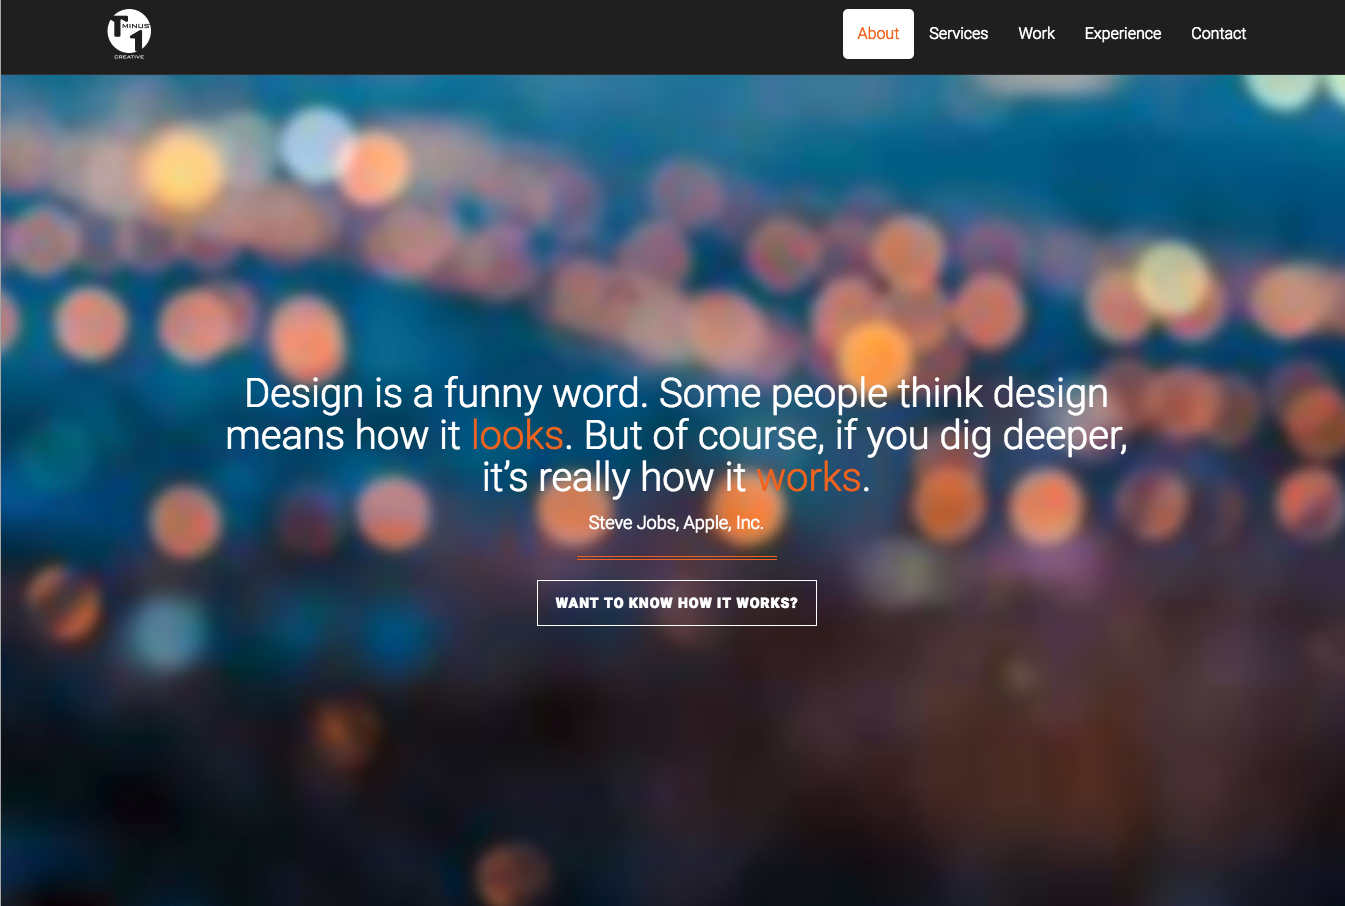 T MINUS
1
CREATIVE
About Services Work Experience Contact
Design is a funny word. Some people think design
means how it looks. But of course, if you dig deeper,
it’s really how it works.
Steve Jobs, Apple, Inc.
WANT TO KNOW HOW IT WORKS?